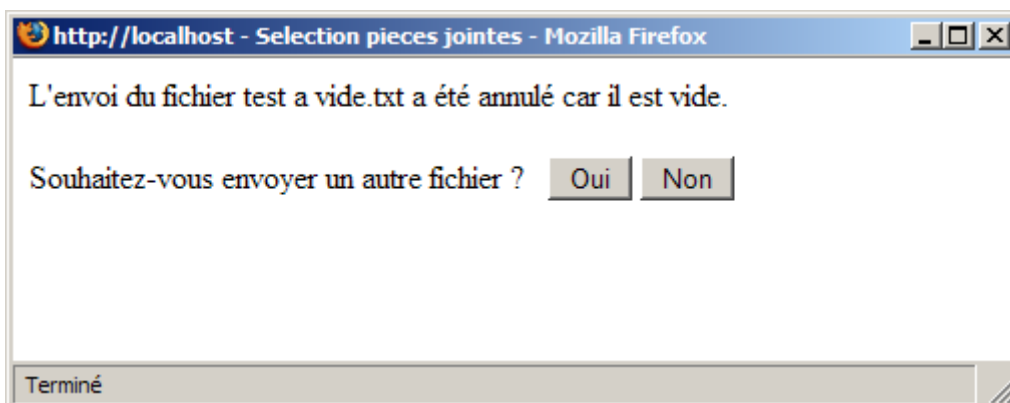 http://localhost - Selection pieces jointes - Mozilla Firefox
L'envoi du fichier test a vide.txt a été annulé car il est vide.
Souhaitez-vous envoyer un autre fichier ? Oui Non
Terminé